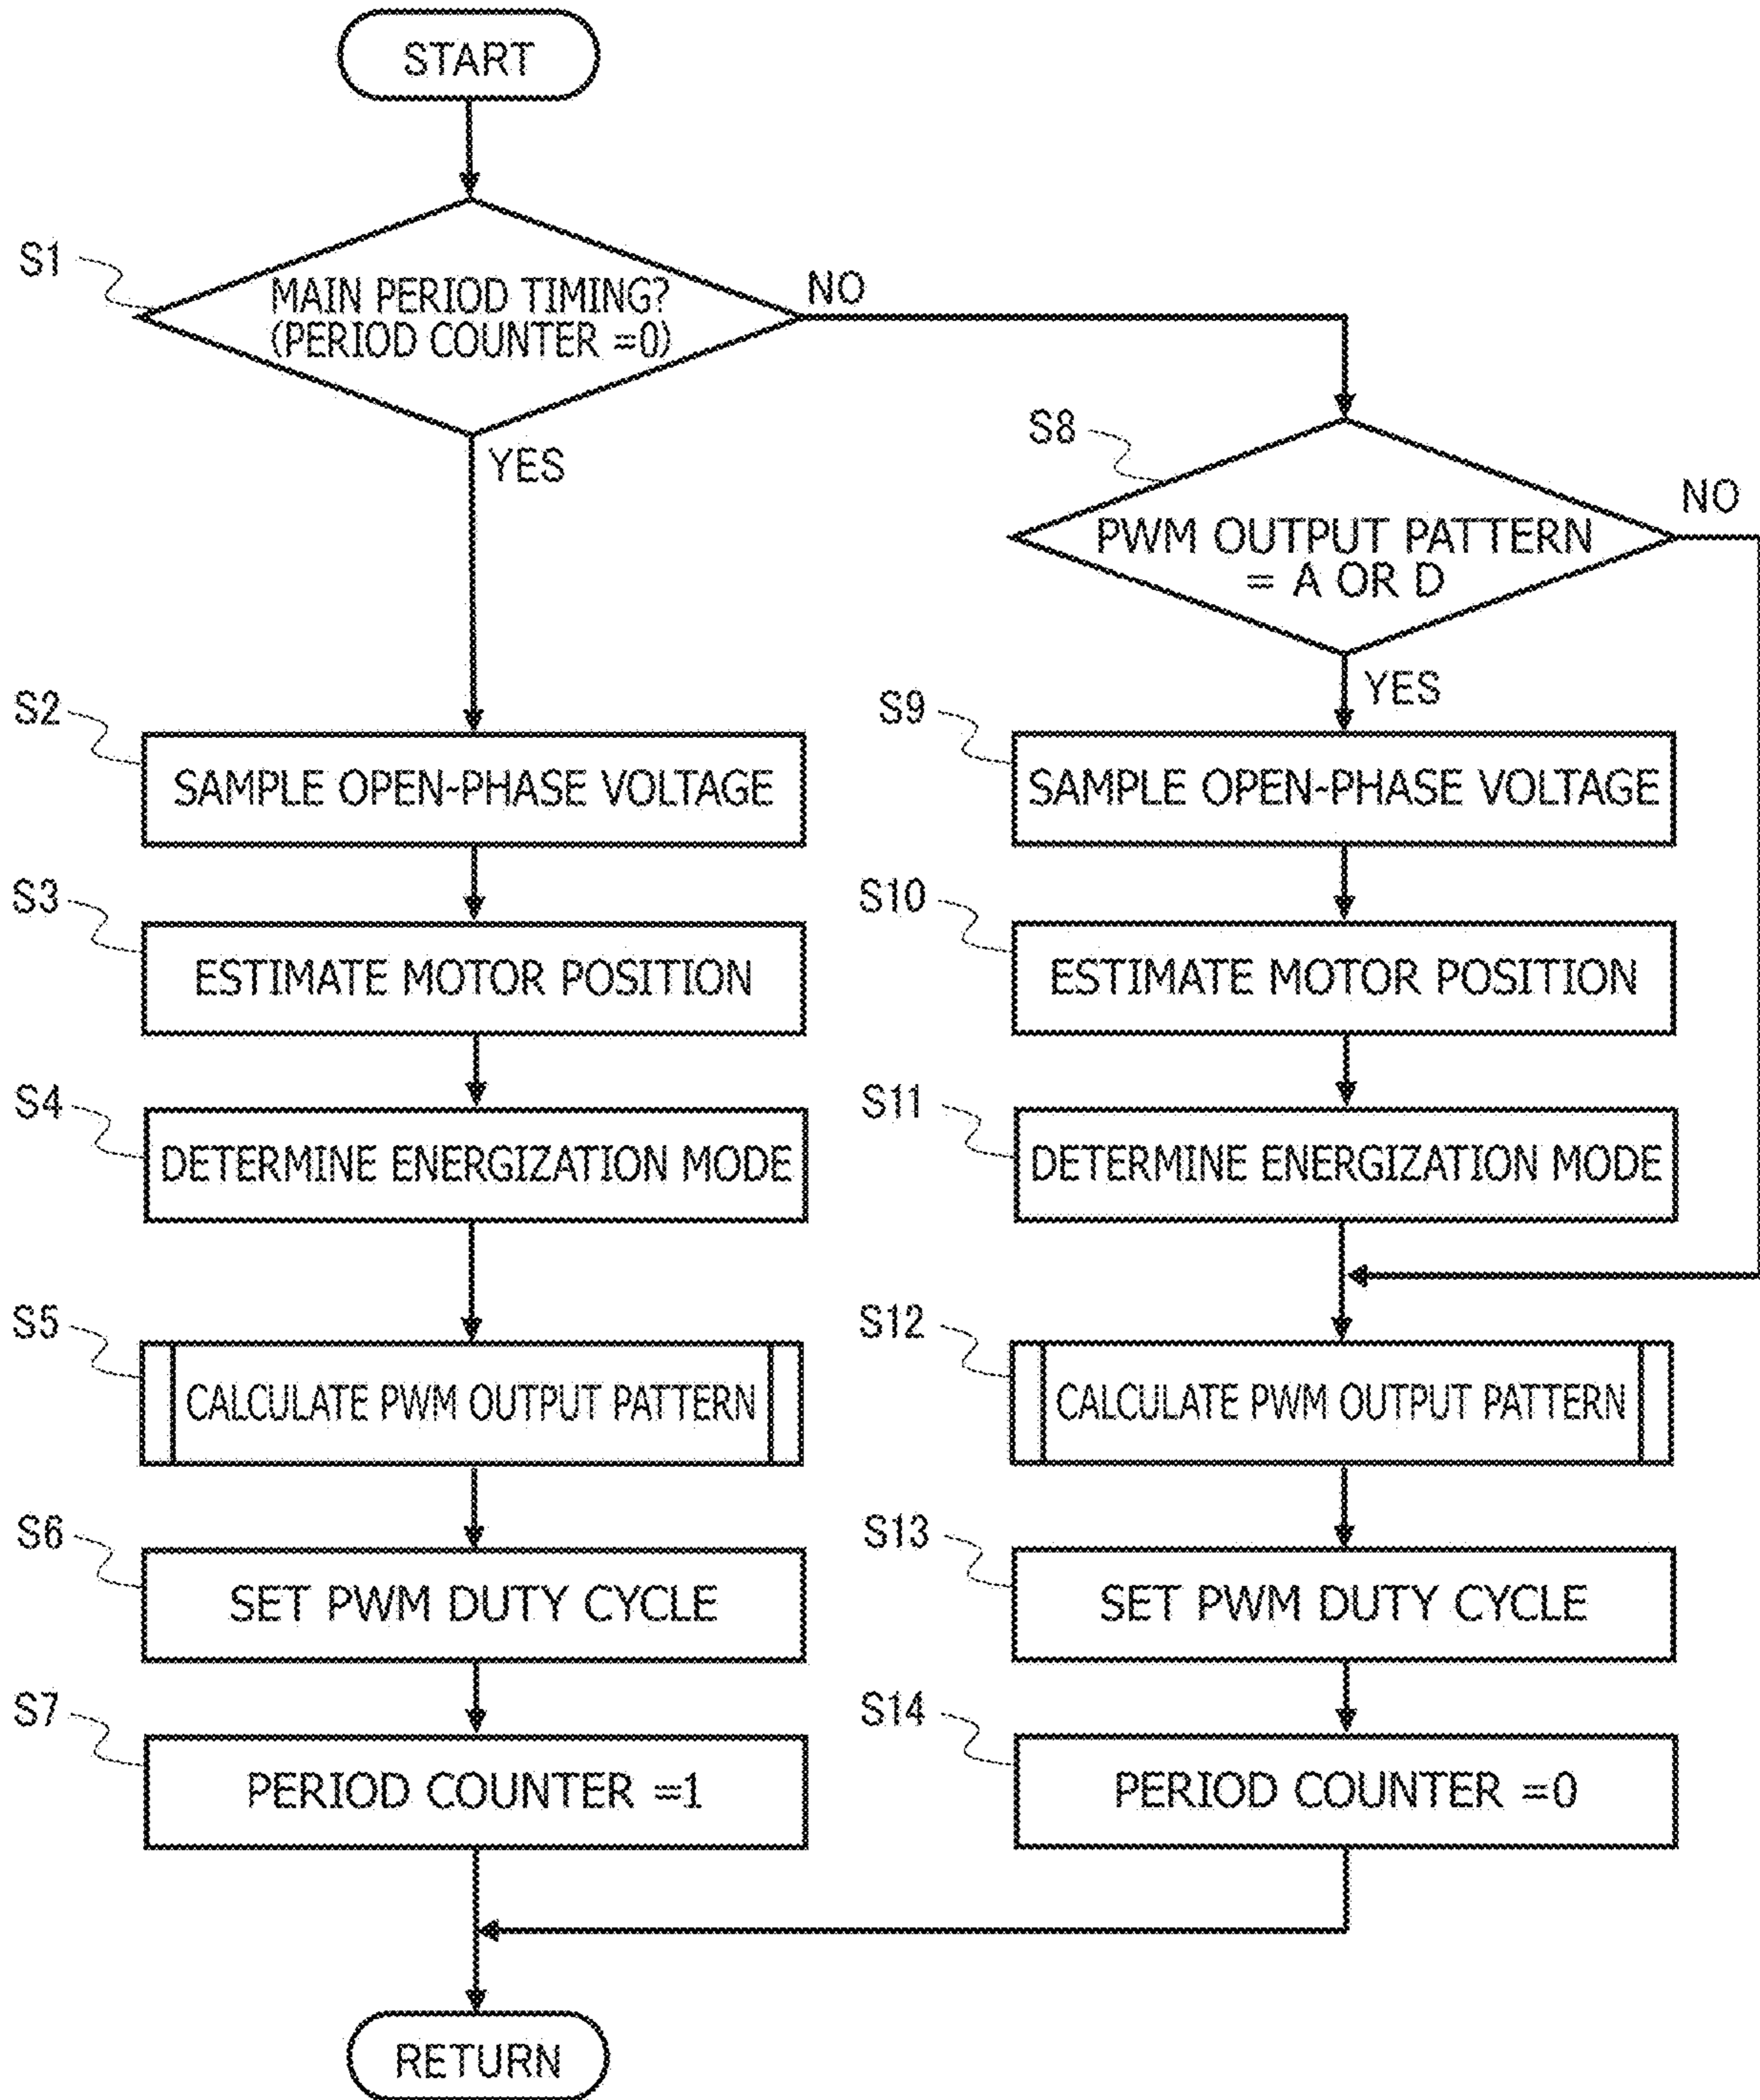 START
S1
MAIN PERIOD TIMING?
(PERIOD COUNTER =0)
NO
YES
S2
SAMPLE OPEN-PHASE VOLTAGE
S3
ESTIMATE MOTOR POSITION
S4
DETERMINE ENERGIZATION MODE
S5
CALCULATE PWM OUTPUT PATTERN
S6
SET PWM DUTY CYCLE
S7
PERIOD COUNTER =1
S8
PWM OUTPUT PATTERN
= A OR D
NO
YES
S9
SAMPLE OPEN-PHASE VOLTAGE
S10
ESTIMATE MOTOR POSITION
S11
DETERMINE ENERGIZATION MODE
S12
CALCULATE PWM OUTPUT PATTERN
S13
SET PWM DUTY CYCLE
S14
PERIOD COUNTER =0
RETURN